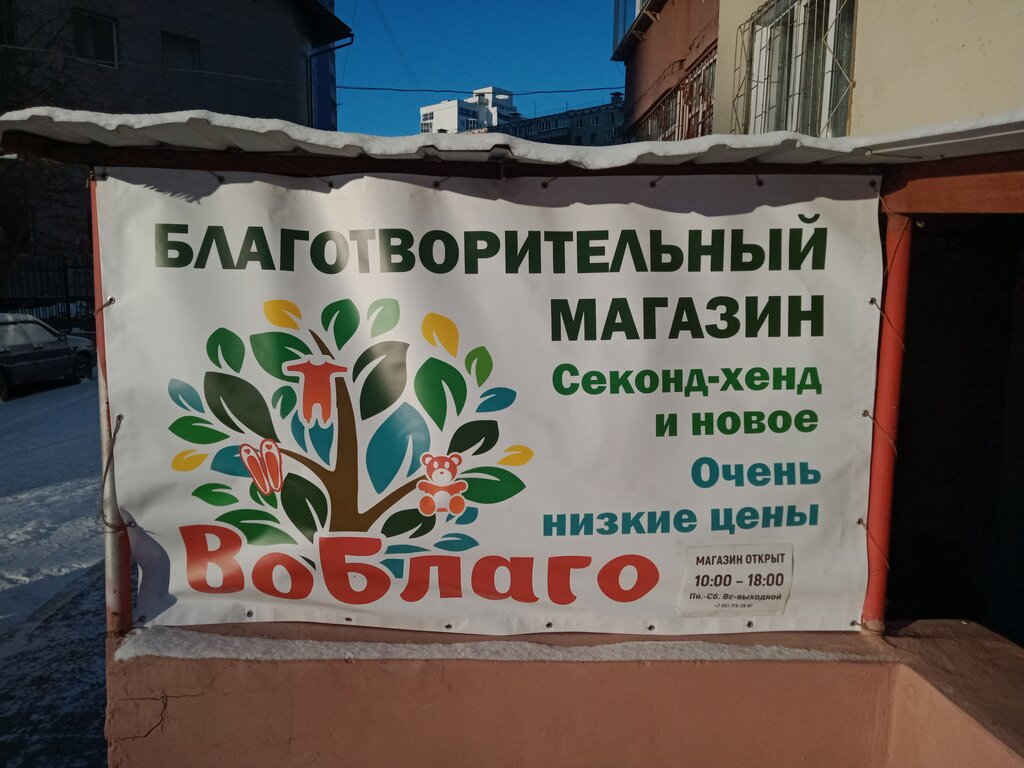 БЛАГОТВОРИТЕЛЬНЫЙ
МАГАЗИН
Секонд-хенд
и новое
Очень
низкие цены
ВоБлаго
МАГАЗИН ОТКРЫТ
10:00 – 18:00
Пн.-Сб. Вс-выходной